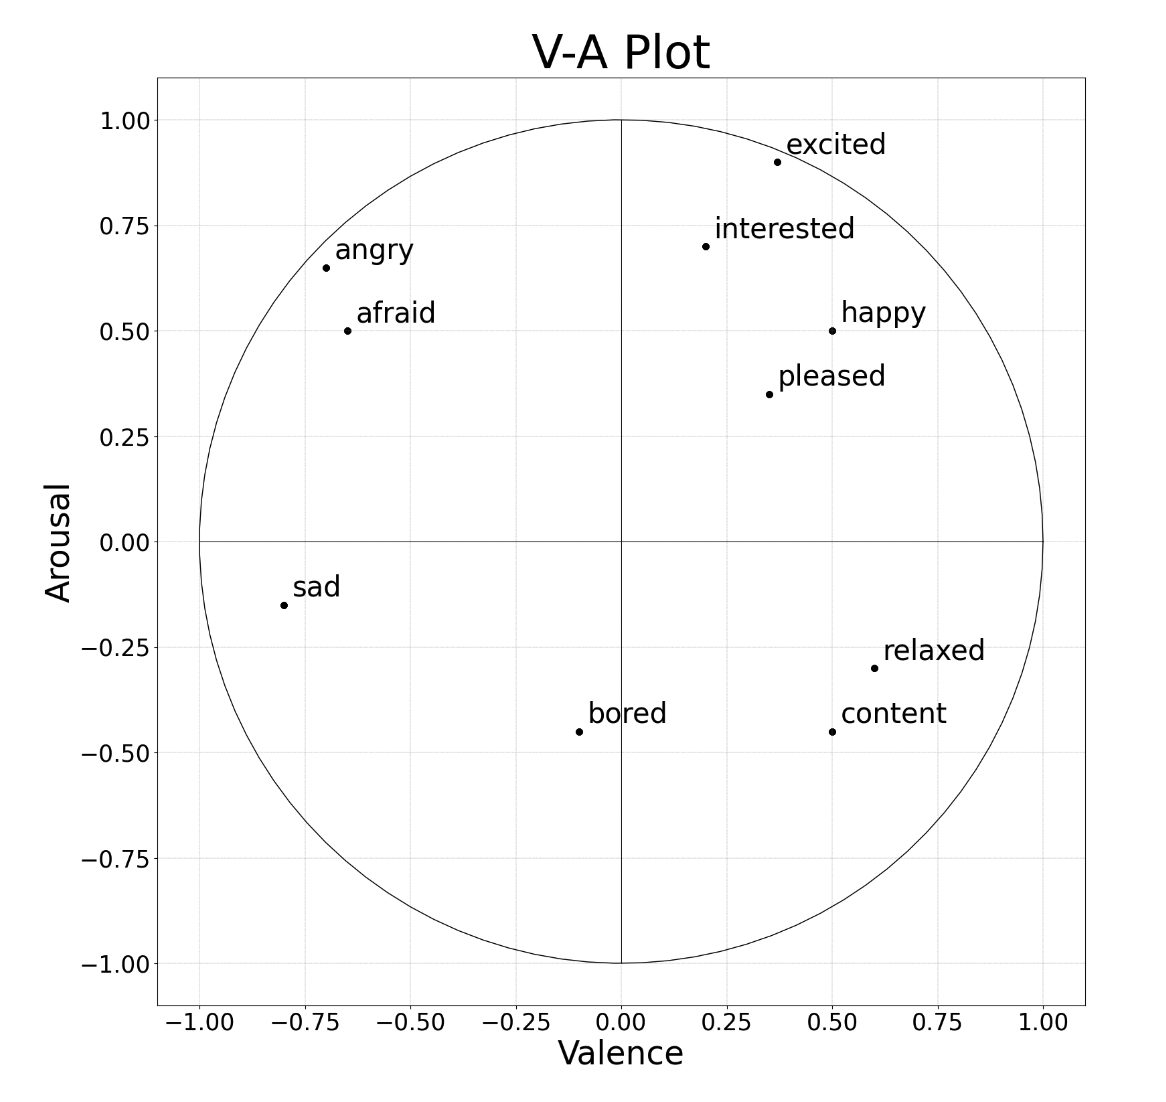 V-A Plot
excited
interested
angry
afraid
happy
pleased
sad
relaxed
bored
content
Arousal
1.00
0.75
0.50
0.25
0.00
−0.25
−0.50
−0.75
−1.00
−1.00 −0.75 −0.50 −0.25 0.00 0.25 0.50 0.75 1.00
Valence